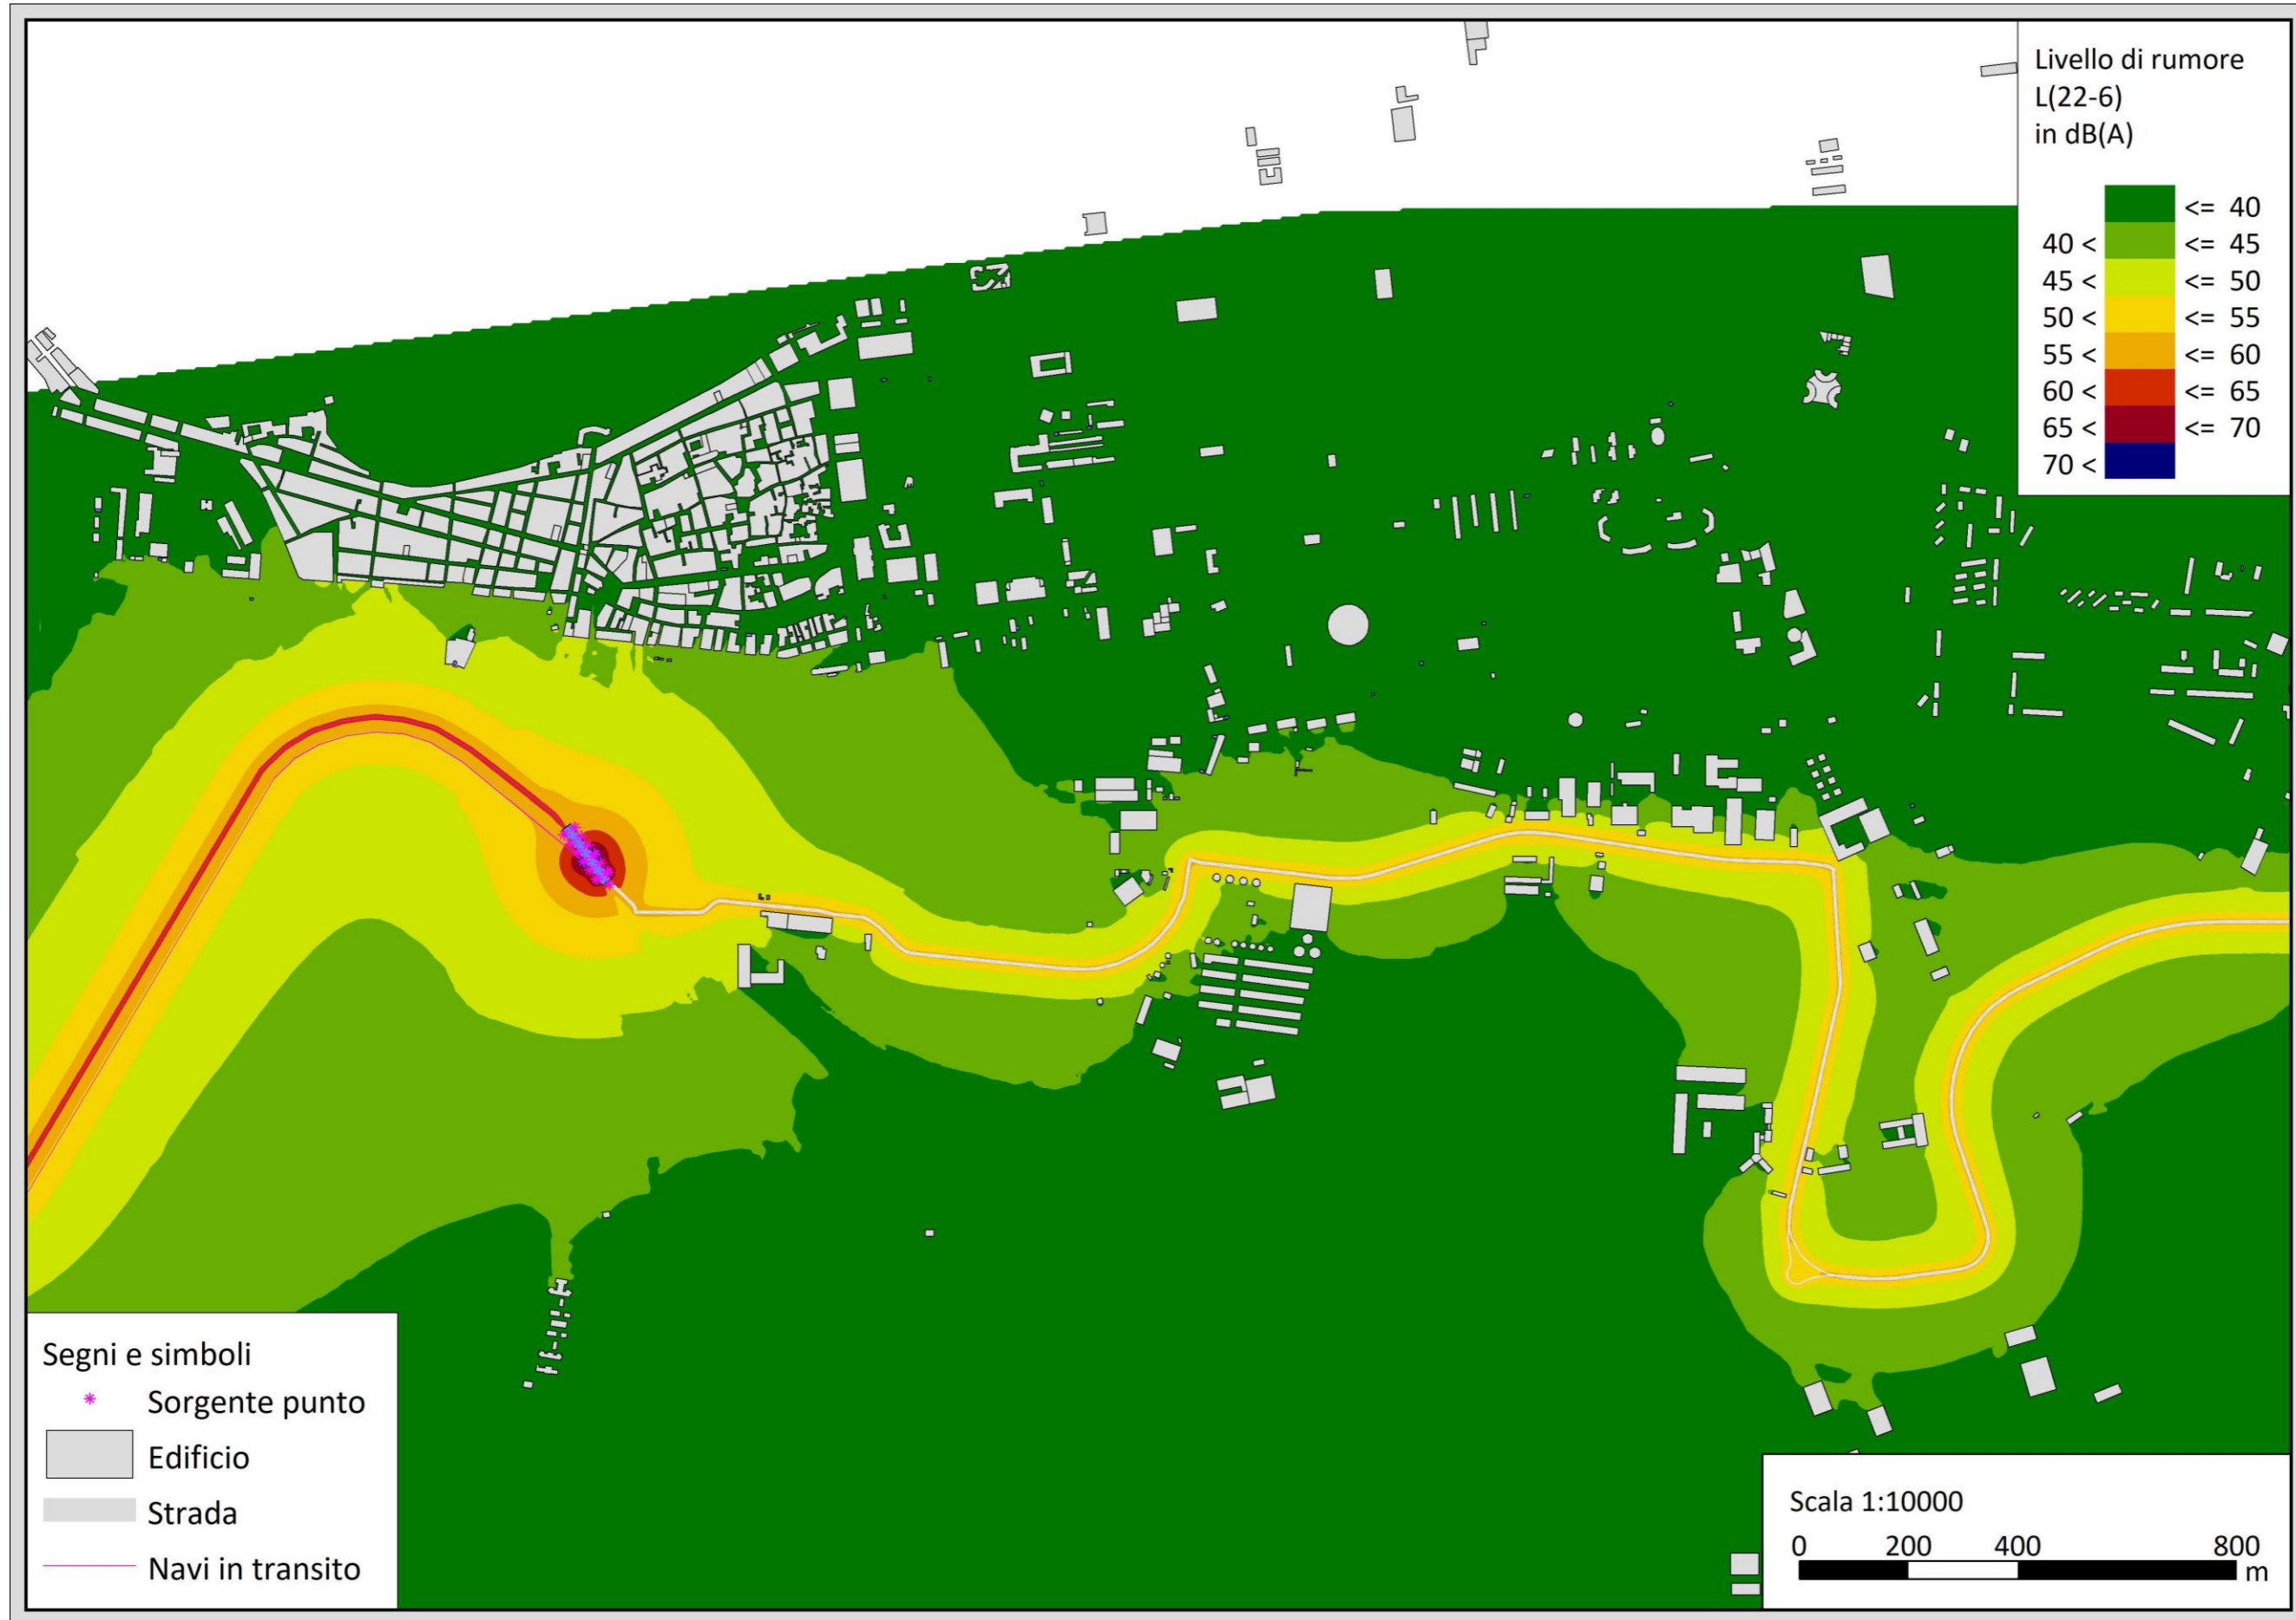 Livello di rumore
L(22-6)
in dB(A)
<= 40
40 < <= 45
45 < <= 50
50 < <= 55
55 < <= 60
60 < <= 65
65 < <= 70
70 <
Segni e simboli
Sorgente punto
Edificio
Strada
Navi in transito
Scala 1:10000
0 200 400 800
m